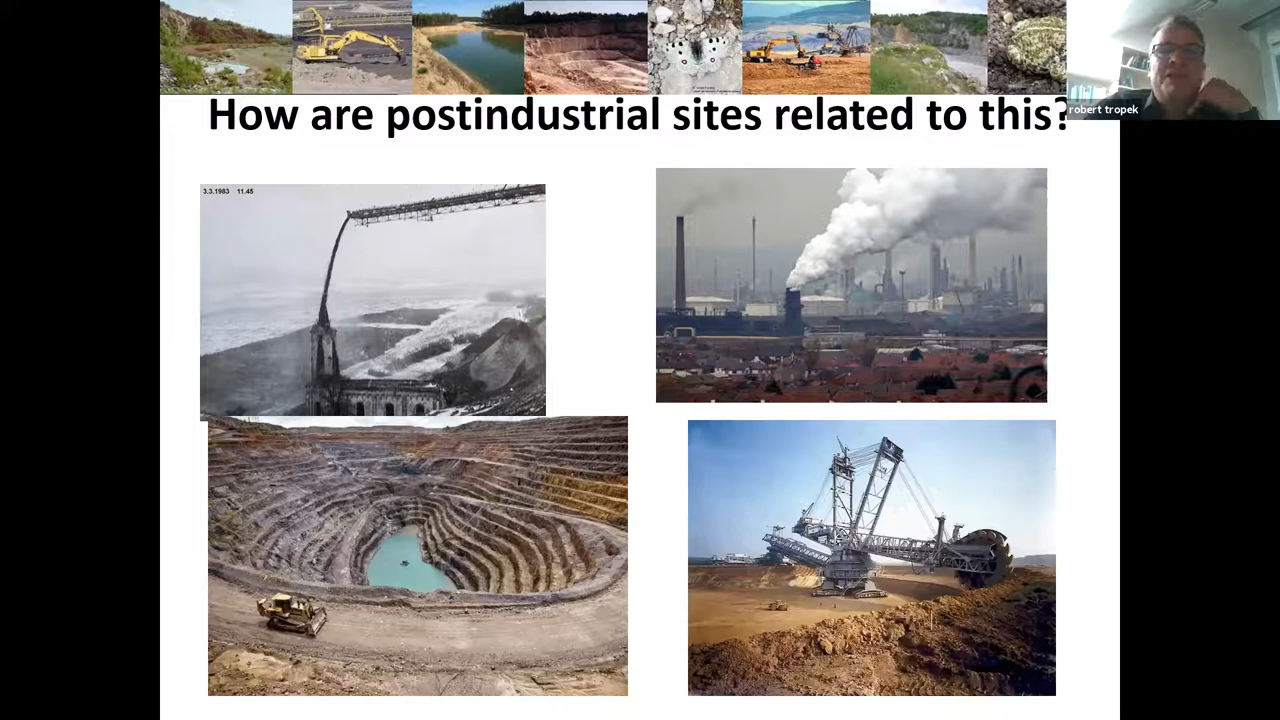 robert tropek
How are postindustrial sites related to this?
3.3.1983 11.45